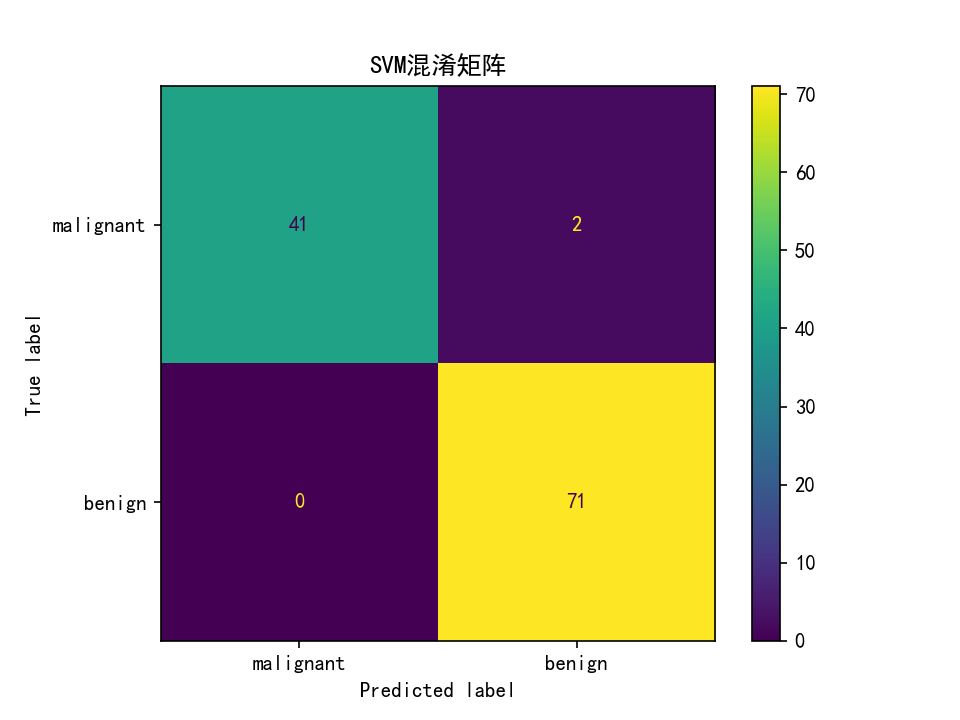 SVM混淆矩阵
malignant
41
2
benign
0
71
malignant
benign
Predicted label
True label
70
60
50
40
30
20
10
0